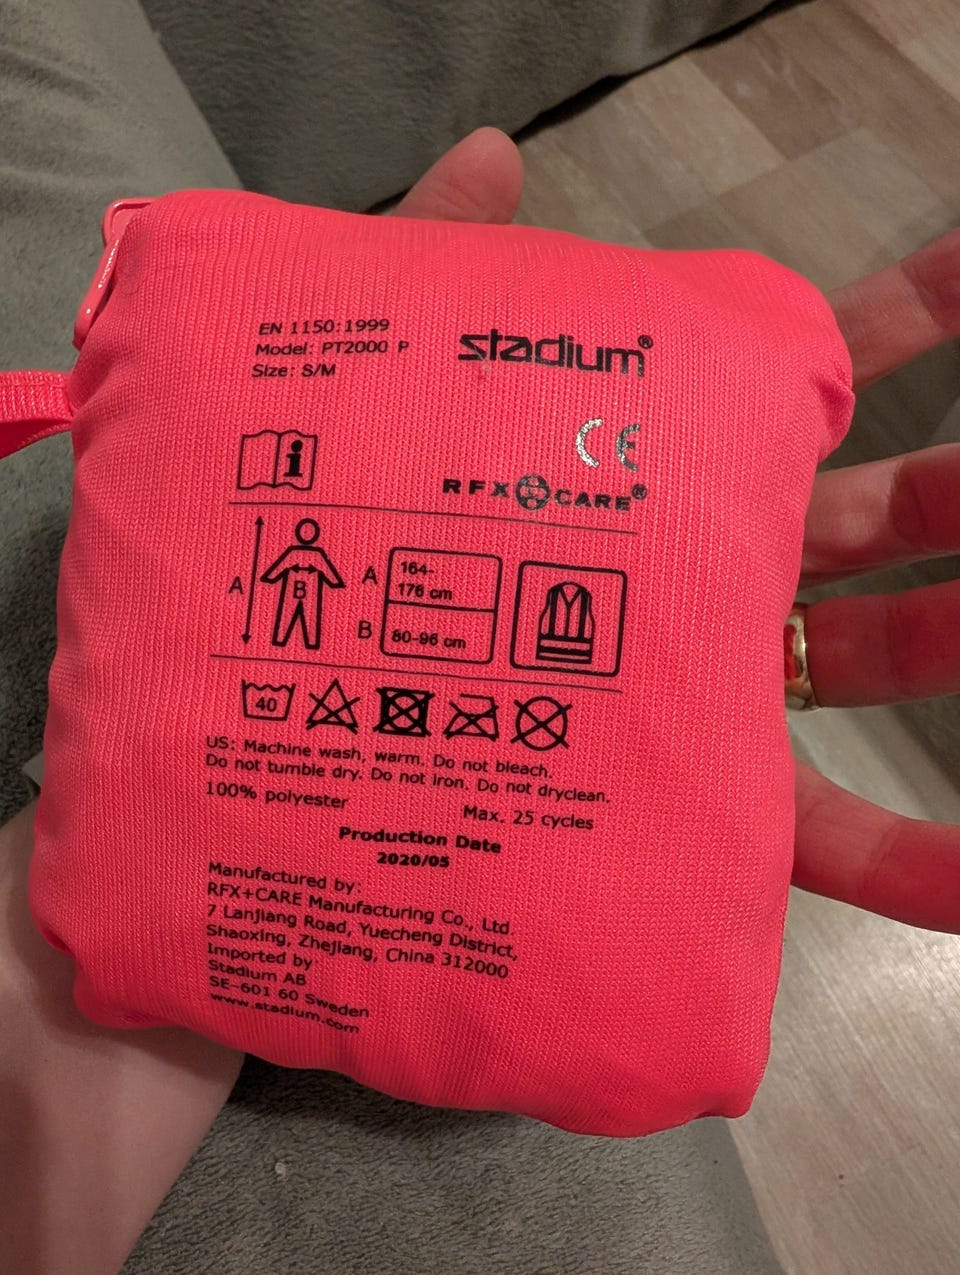 EN 1150:1999
Model: PT2000 P
Size: S/M
stadium®
i
CE
RFX CARE®
A
B
A
164-
176 cm
B
80-96 cm
40
US: Machine wash, warm. Do not bleach.
Do not tumble dry. Do not iron. Do not dryclean.
100% polyester
Max. 25 cycles
Production Date
2020/05
Manufactured by:
RFX+CARE Manufacturing Co., Ltd.
7 Lanjiang Road, Yuecheng District,
Shaoxing, Zhejiang, China 312000
Imported by
Stadium AB
SE-601 60 Sweden
www.stadium.com